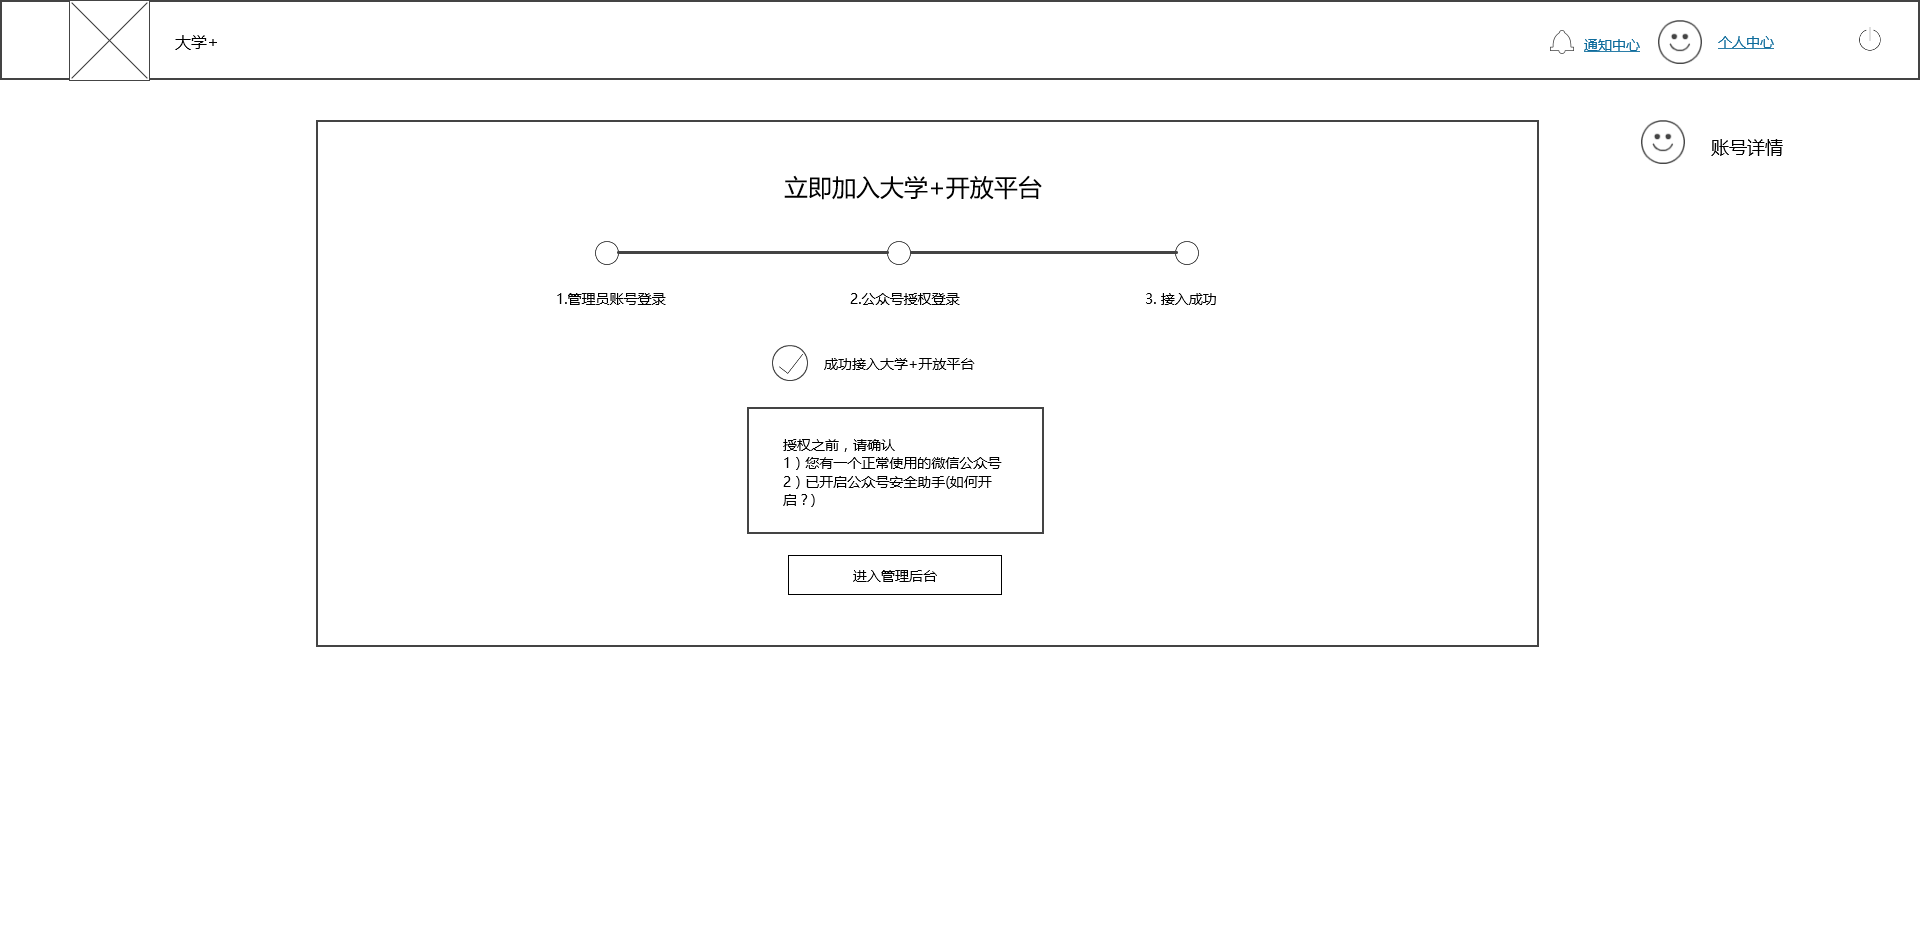 大学+
通知中心
个人中心
账号详情
立即加入大学+开放平台
1.管理员账号登录
2.公众号授权登录
3. 接入成功
成功接入大学+开放平台
授权之前，请确认
1）您有一个正常使用的微信公众号
2）已开启公众号安全助手(如何开
启？)
进入管理后台